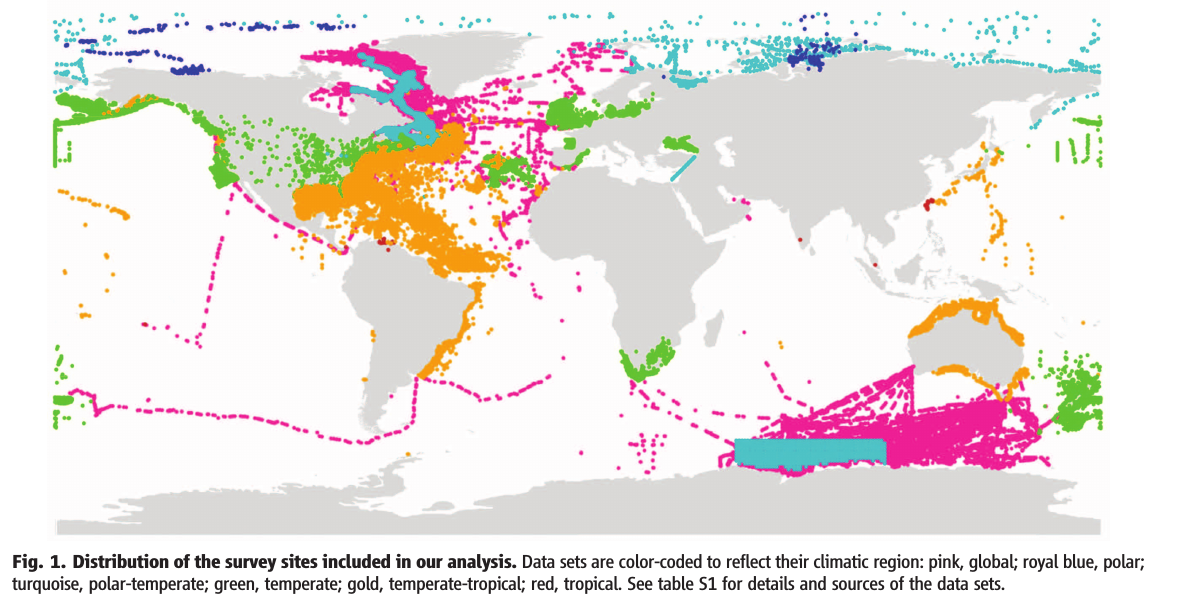 Fig. 1. Distribution of the survey sites included in our analysis. Data sets are color-coded to reflect their climatic region: pink, global; royal blue, polar;
turquoise, polar-temperate; green, temperate; gold, temperate-tropical; red, tropical. See table S1 for details and sources of the data sets.